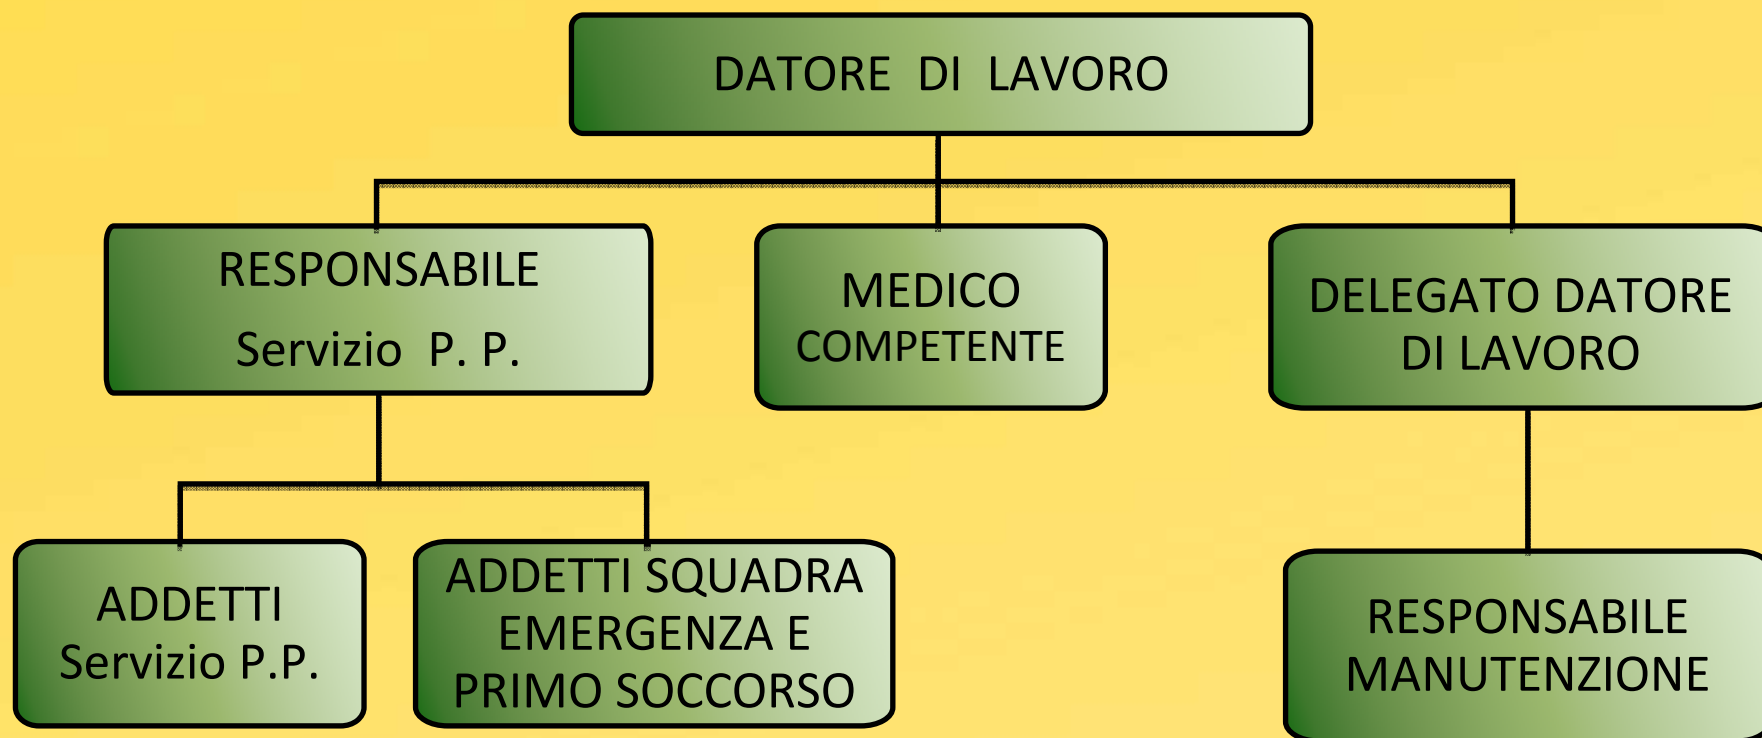 DATORE DI LAVORO
RESPONSABILE
Servizio P. P.
MEDICO
COMPETENTE
DELEGATO DATORE
DI LAVORO
ADDETTI
Servizio P.P.
ADDETTI SQUADRA
EMERGENZA E
PRIMO SOCCORSO
RESPONSABILE
MANUTENZIONE